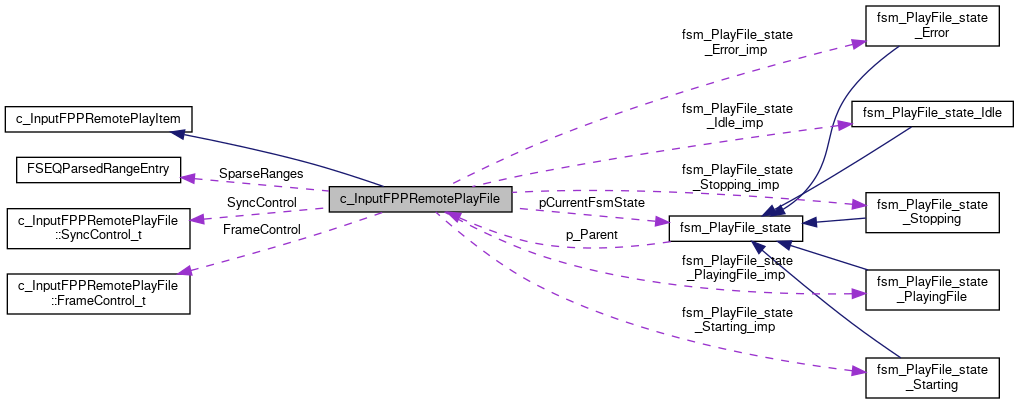 fsm_PlayFile_state
_Error
fsm_PlayFile_state
_Error_imp
c_InputFPPRemotePlayItem
fsm_PlayFile_state
_Idle_imp
fsm_PlayFile_state_Idle
FSEQParsedRangeEntry
SparseRanges
fsm_PlayFile_state
_Stopping_imp
c_InputFPPRemotePlayFile
SyncControl
pCurrentFsmState
fsm_PlayFile_state
_Stopping
c_InputFPPRemotePlayFile
::SyncControl_t
FrameControl
p_Parent
fsm_PlayFile_state
fsm_PlayFile_state
_PlayingFile_imp
c_InputFPPRemotePlayFile
::FrameControl_t
fsm_PlayFile_state
_PlayingFile
fsm_PlayFile_state
_Starting_imp
fsm_PlayFile_state
_Starting